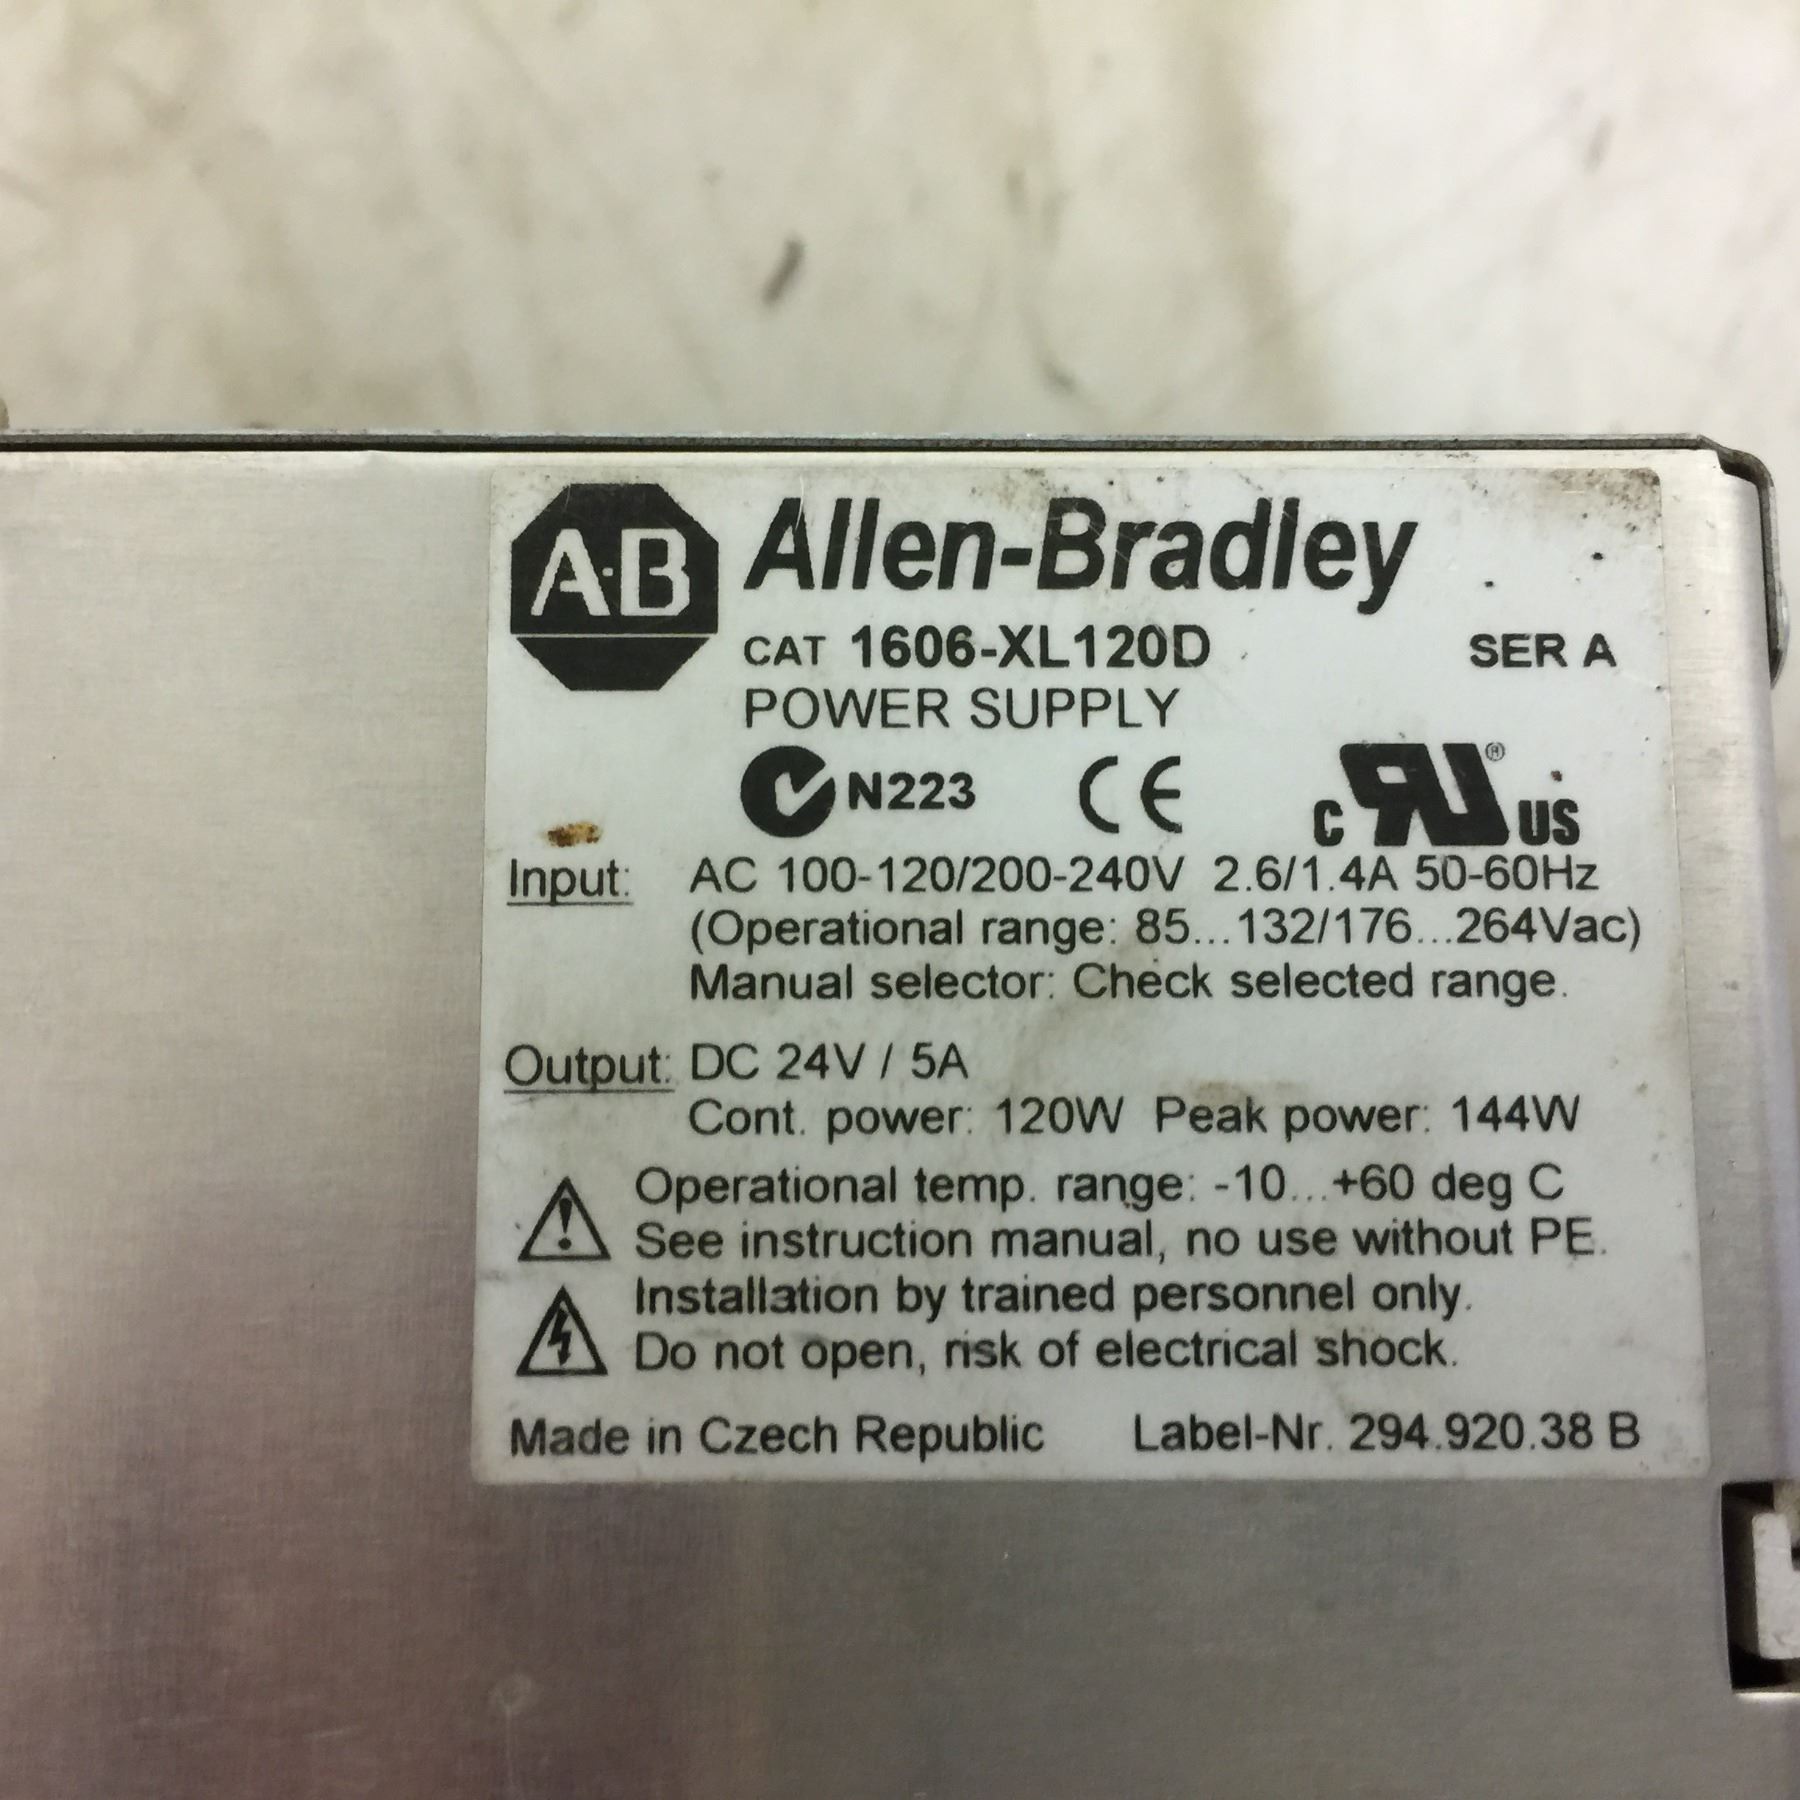 A-B Allen-Bradley
CAT 1606-XL120D SER A
POWER SUPPLY
N223 CE c RU ® US
Input: AC 100-120/200-240V 2.6/1.4A 50-60Hz
(Operational range: 85...132/176...264Vac)
Manual selector: Check selected range.
Output: DC 24V / 5A
Cont. power: 120W Peak power: 144W
Operational temp. range: -10...+60 deg C
See instruction manual, no use without PE.
Installation by trained personnel only.
Do not open, risk of electrical shock.
Made in Czech Republic Label-Nr. 294.920.38 B